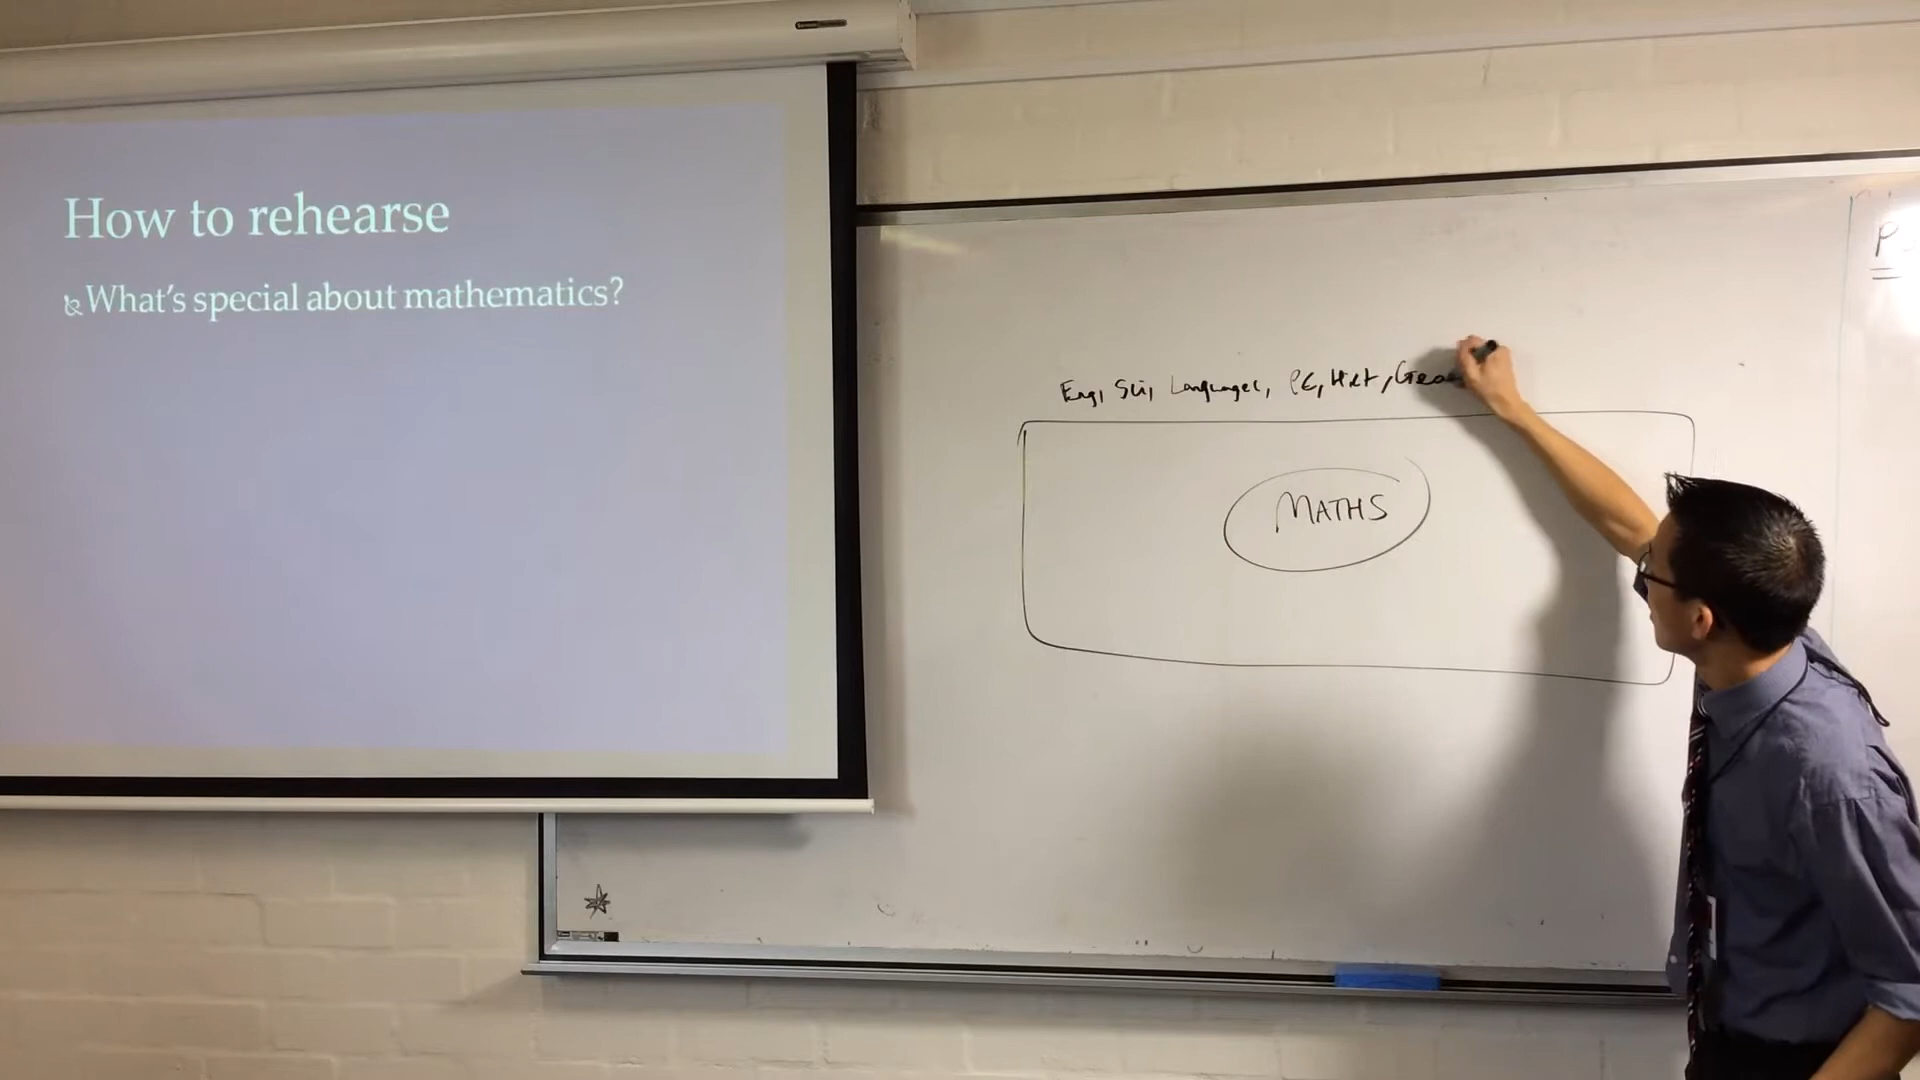 How to rehearse
What's special about mathematics?
Eng, Sci, Languages, PE, Hist, Geog
MATHS
P